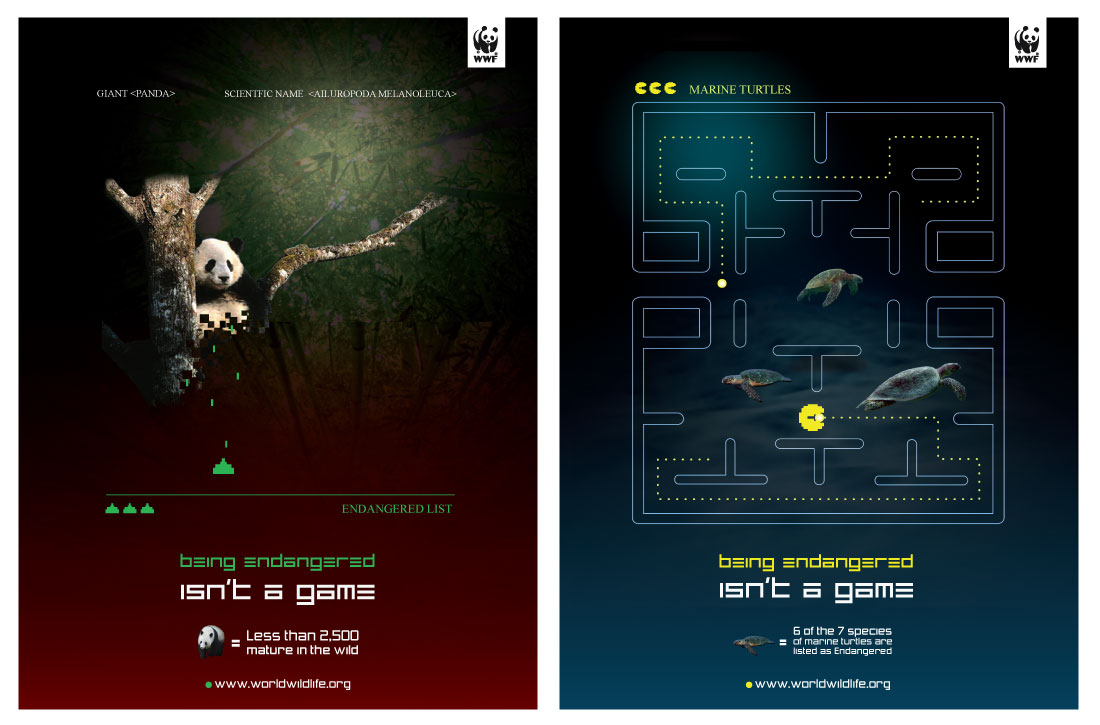 WWF
GIANT <PANDA>
SCIENTFIC NAME <AILUROPODA MELANOLEUCA>
ENDANGERED LIST
being endangered
isn't a game
= Less than 2,500
mature in the wild
www.worldwildlife.org
WWF
MARINE TURTLES
being endangered
isn't a game
= 6 of the 7 species
of marine turtles are
listed as Endangered
www.worldwildlife.org